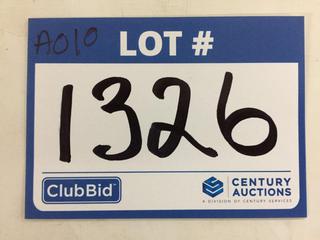 A010 LOT #
1326
ClubBid
CENTURY
AUCTIONS
A DIVISION OF CENTURY SERVICES